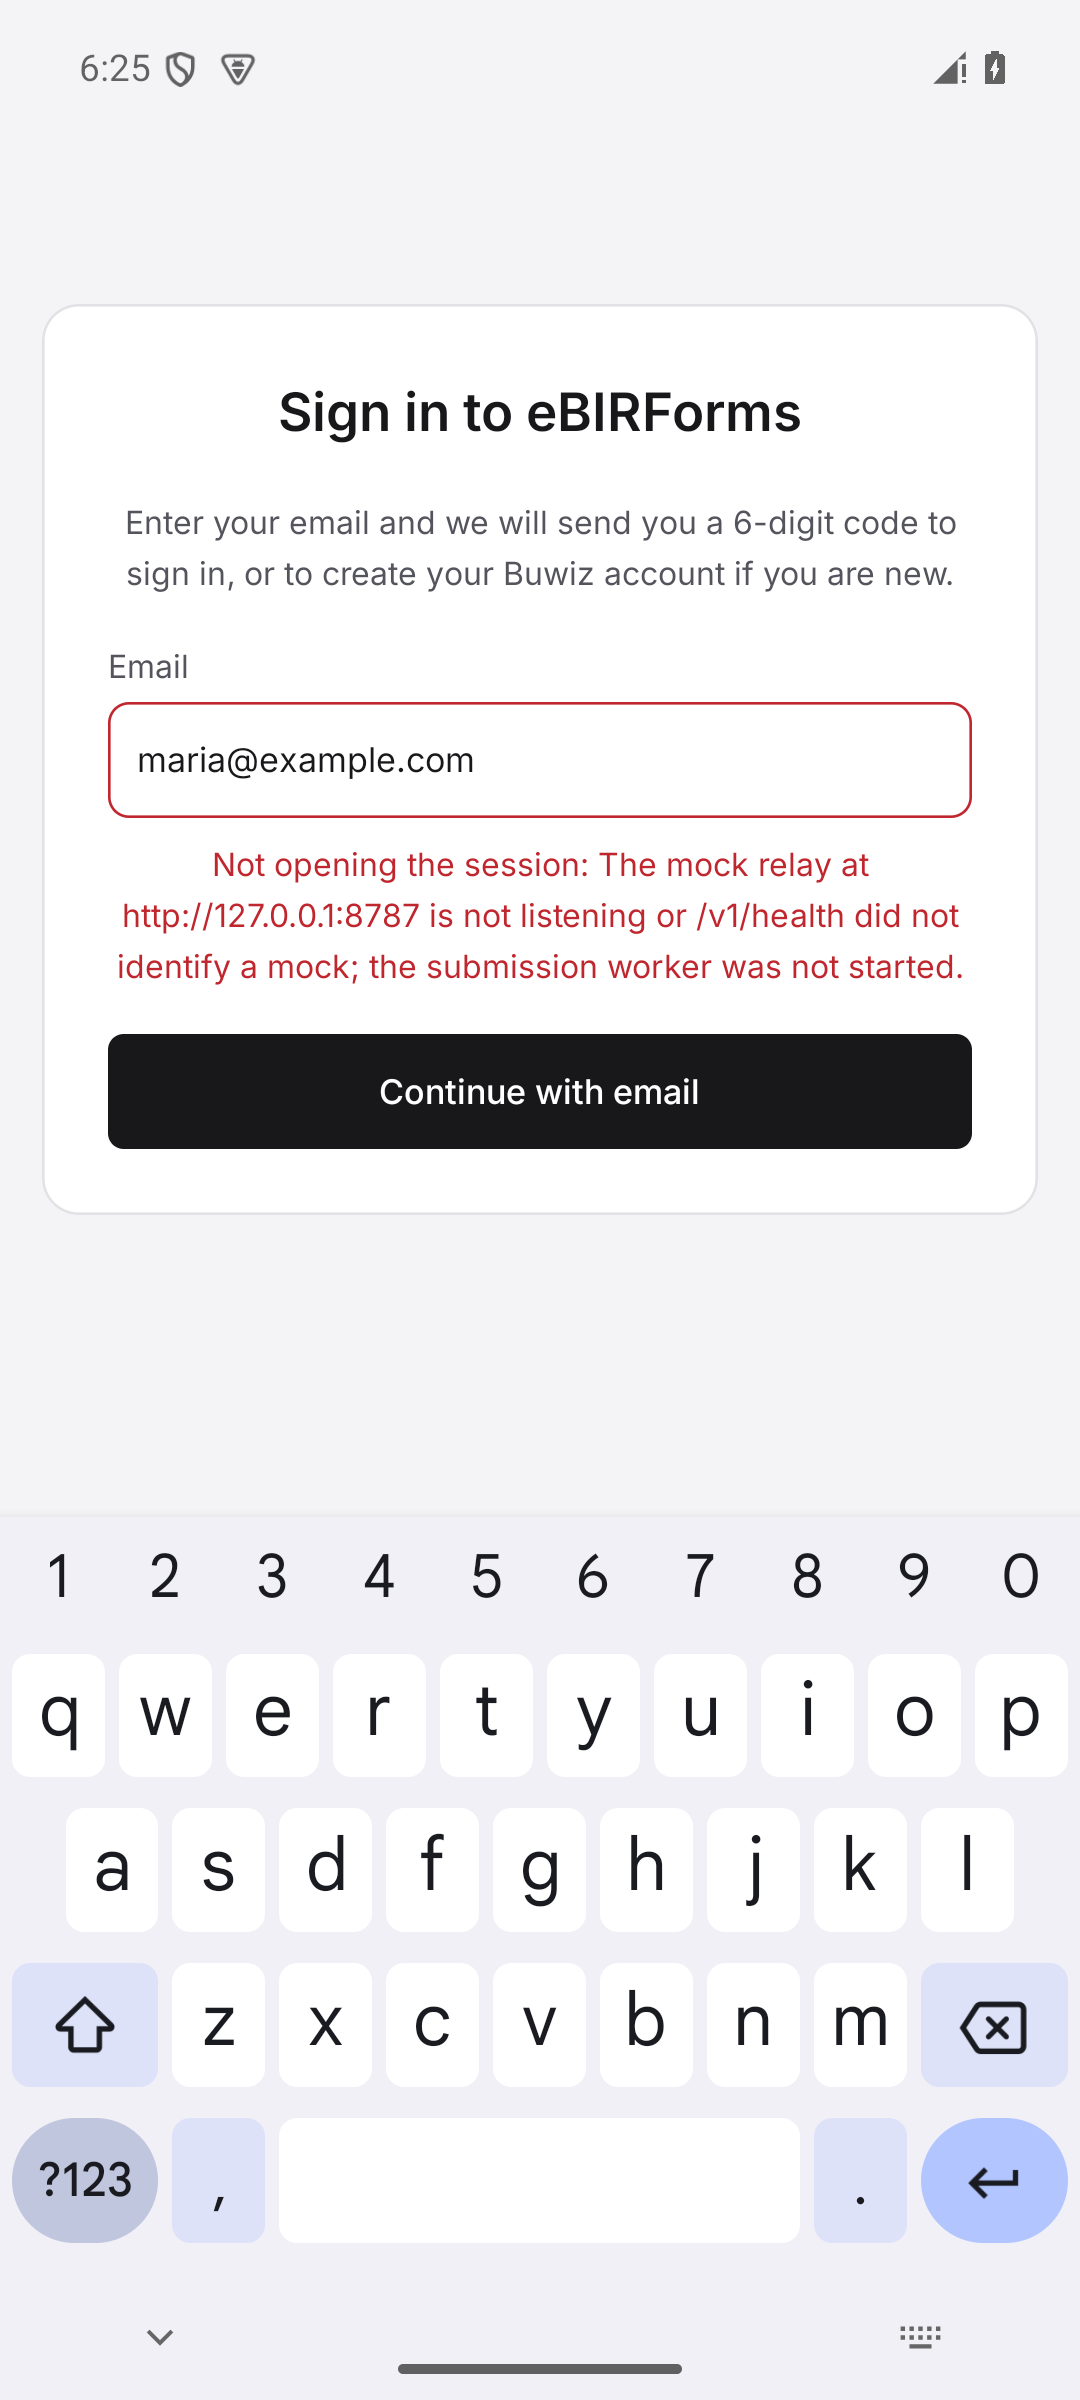 6:25
Sign in to eBIRForms
Enter your email and we will send you a 6-digit code to
sign in, or to create your Buwiz account if you are new.
Email
maria@example.com
Not opening the session: The mock relay at
http://127.0.0.1:8787 is not listening or /v1/health did not
identify a mock; the submission worker was not started.
Continue with email
1 2 3 4 5 6 7 8 9 0
q w e r t y u i o p
a s d f g h j k l
z x c v b n m
?123 , .